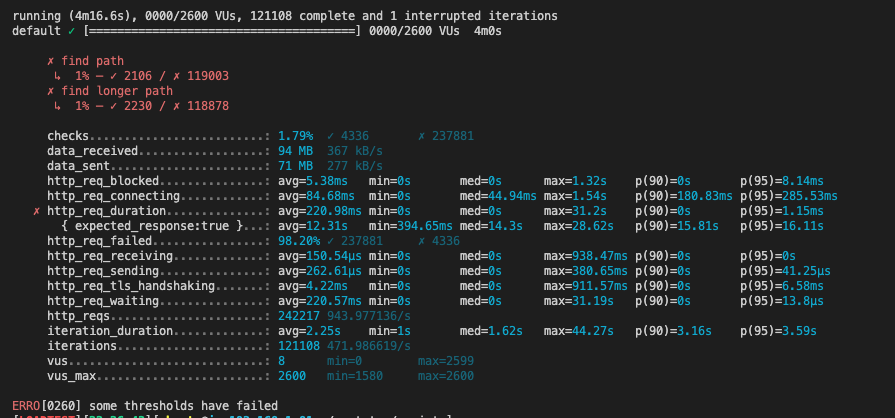 running (4m16.6s), 0000/2600 VUs, 121108 complete and 1 interrupted iterations
default ✓ [======================================] 0000/2600 VUs  4m0s
✗ find path
↳  1% — ✓ 2106 / ✗ 119003
✗ find longer path
↳  1% — ✓ 2230 / ✗ 118878
checks.........................: 1.79%  ✓ 4336       ✗ 237881
data_received..................: 94 MB  367 kB/s
data_sent......................: 71 MB  277 kB/s
http_req_blocked...............: avg=5.38ms   min=0s       med=0s      max=1.32s    p(90)=0s       p(95)=8.14ms
http_req_connecting............: avg=84.68ms  min=0s       med=44.94ms max=1.54s    p(90)=180.83ms p(95)=285.53ms
✗ http_req_duration..............: avg=220.98ms min=0s       med=0s      max=31.2s    p(90)=0s       p(95)=1.15ms
{ expected_response:true }...: avg=12.31s   min=394.65ms med=14.3s   max=28.62s   p(90)=15.81s   p(95)=16.11s
http_req_failed................: 98.20% ✓ 237881     ✗ 4336
http_req_receiving.............: avg=150.54µs min=0s       med=0s      max=938.47ms p(90)=0s       p(95)=0s
http_req_sending...............: avg=262.61µs min=0s       med=0s      max=380.65ms p(90)=0s       p(95)=41.25µs
http_req_tls_handshaking.......: avg=4.22ms   min=0s       med=0s      max=911.57ms p(90)=0s       p(95)=6.58ms
http_req_waiting...............: avg=220.57ms min=0s       med=0s      max=31.19s   p(90)=0s       p(95)=13.8µs
http_reqs......................: 242217 943.977136/s
iteration_duration.............: avg=2.25s    min=1s       med=1.62s   max=44.27s   p(90)=3.16s    p(95)=3.59s
iterations.....................: 121108 471.986619/s
vus............................: 8      min=0        max=2599
vus_max........................: 2600   min=1580     max=2600
ERRO[0260] some thresholds have failed